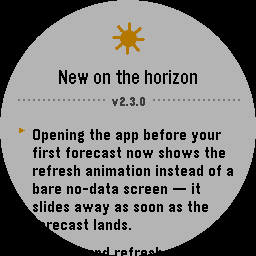 New on the horizon
v2.3.0
Opening the app before your
first forecast now shows the
refresh animation instead of a
bare no-data screen — it
slides away as soon as the
forecast lands.
refresh